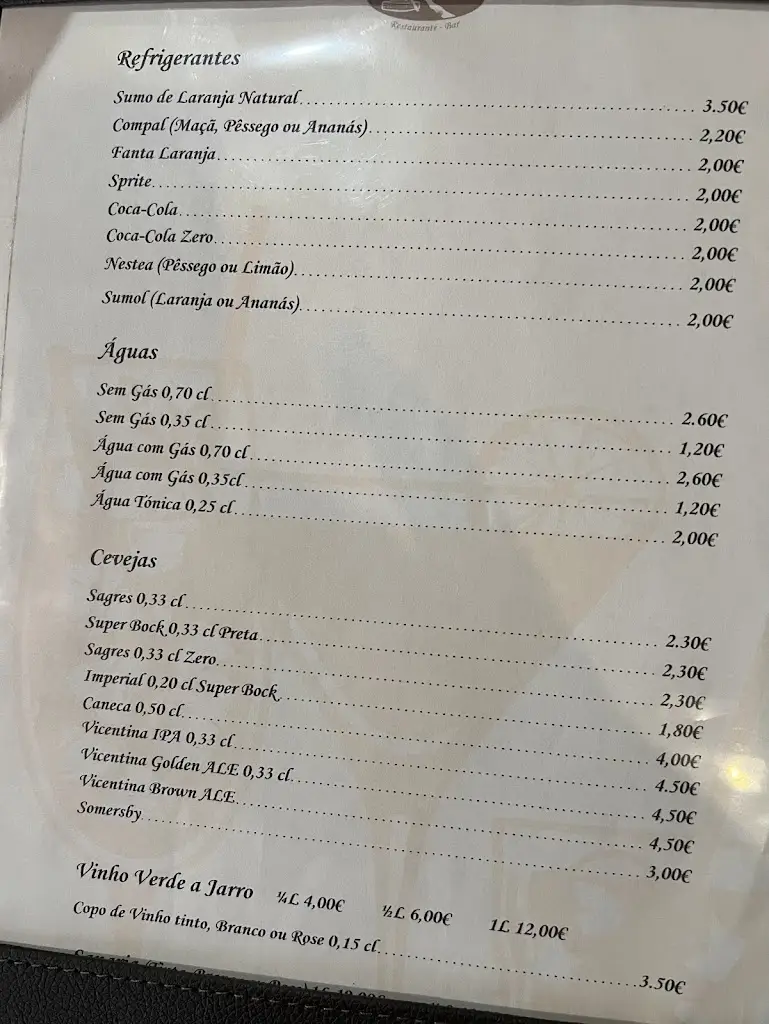 Restaurante - Bar
Refrigerantes
Sumo de Laranja Natural 3.50€
Compal (Maçã, Pêssego ou Ananás) 2,20€
Fanta Laranja 2,00€
Sprite 2,00€
Coca-Cola 2,00€
Coca-Cola Zero 2,00€
Nestea (Pêssego ou Limão) 2,00€
Sumol (Laranja ou Ananás) 2,00€
Águas
Sem Gás 0,70 cl 2.60€
Sem Gás 0,35 cl 1,20€
Água com Gás 0,70 cl 2,60€
Água com Gás 0,35cl 1,20€
Água Tónica 0,25 cl 2,00€
Cevejas
Sagres 0,33 cl 2.30€
Super Bock 0,33 cl Preta 2,30€
Sagres 0,33 cl Zero 2,30€
Imperial 0,20 cl Super Bock 1,80€
Caneca 0,50 cl 4,00€
Vicentina IPA 0,33 cl 4.50€
Vicentina Golden ALE 0,33 cl 4,50€
Vicentina Brown ALE 4,50€
Somersby 3,00€
Vinho Verde a Jarro ¼L 4,00€ ½L 6,00€ 1L 12,00€
Copo de Vinho tinto, Branco ou Rose 0,15 cl 3.50€